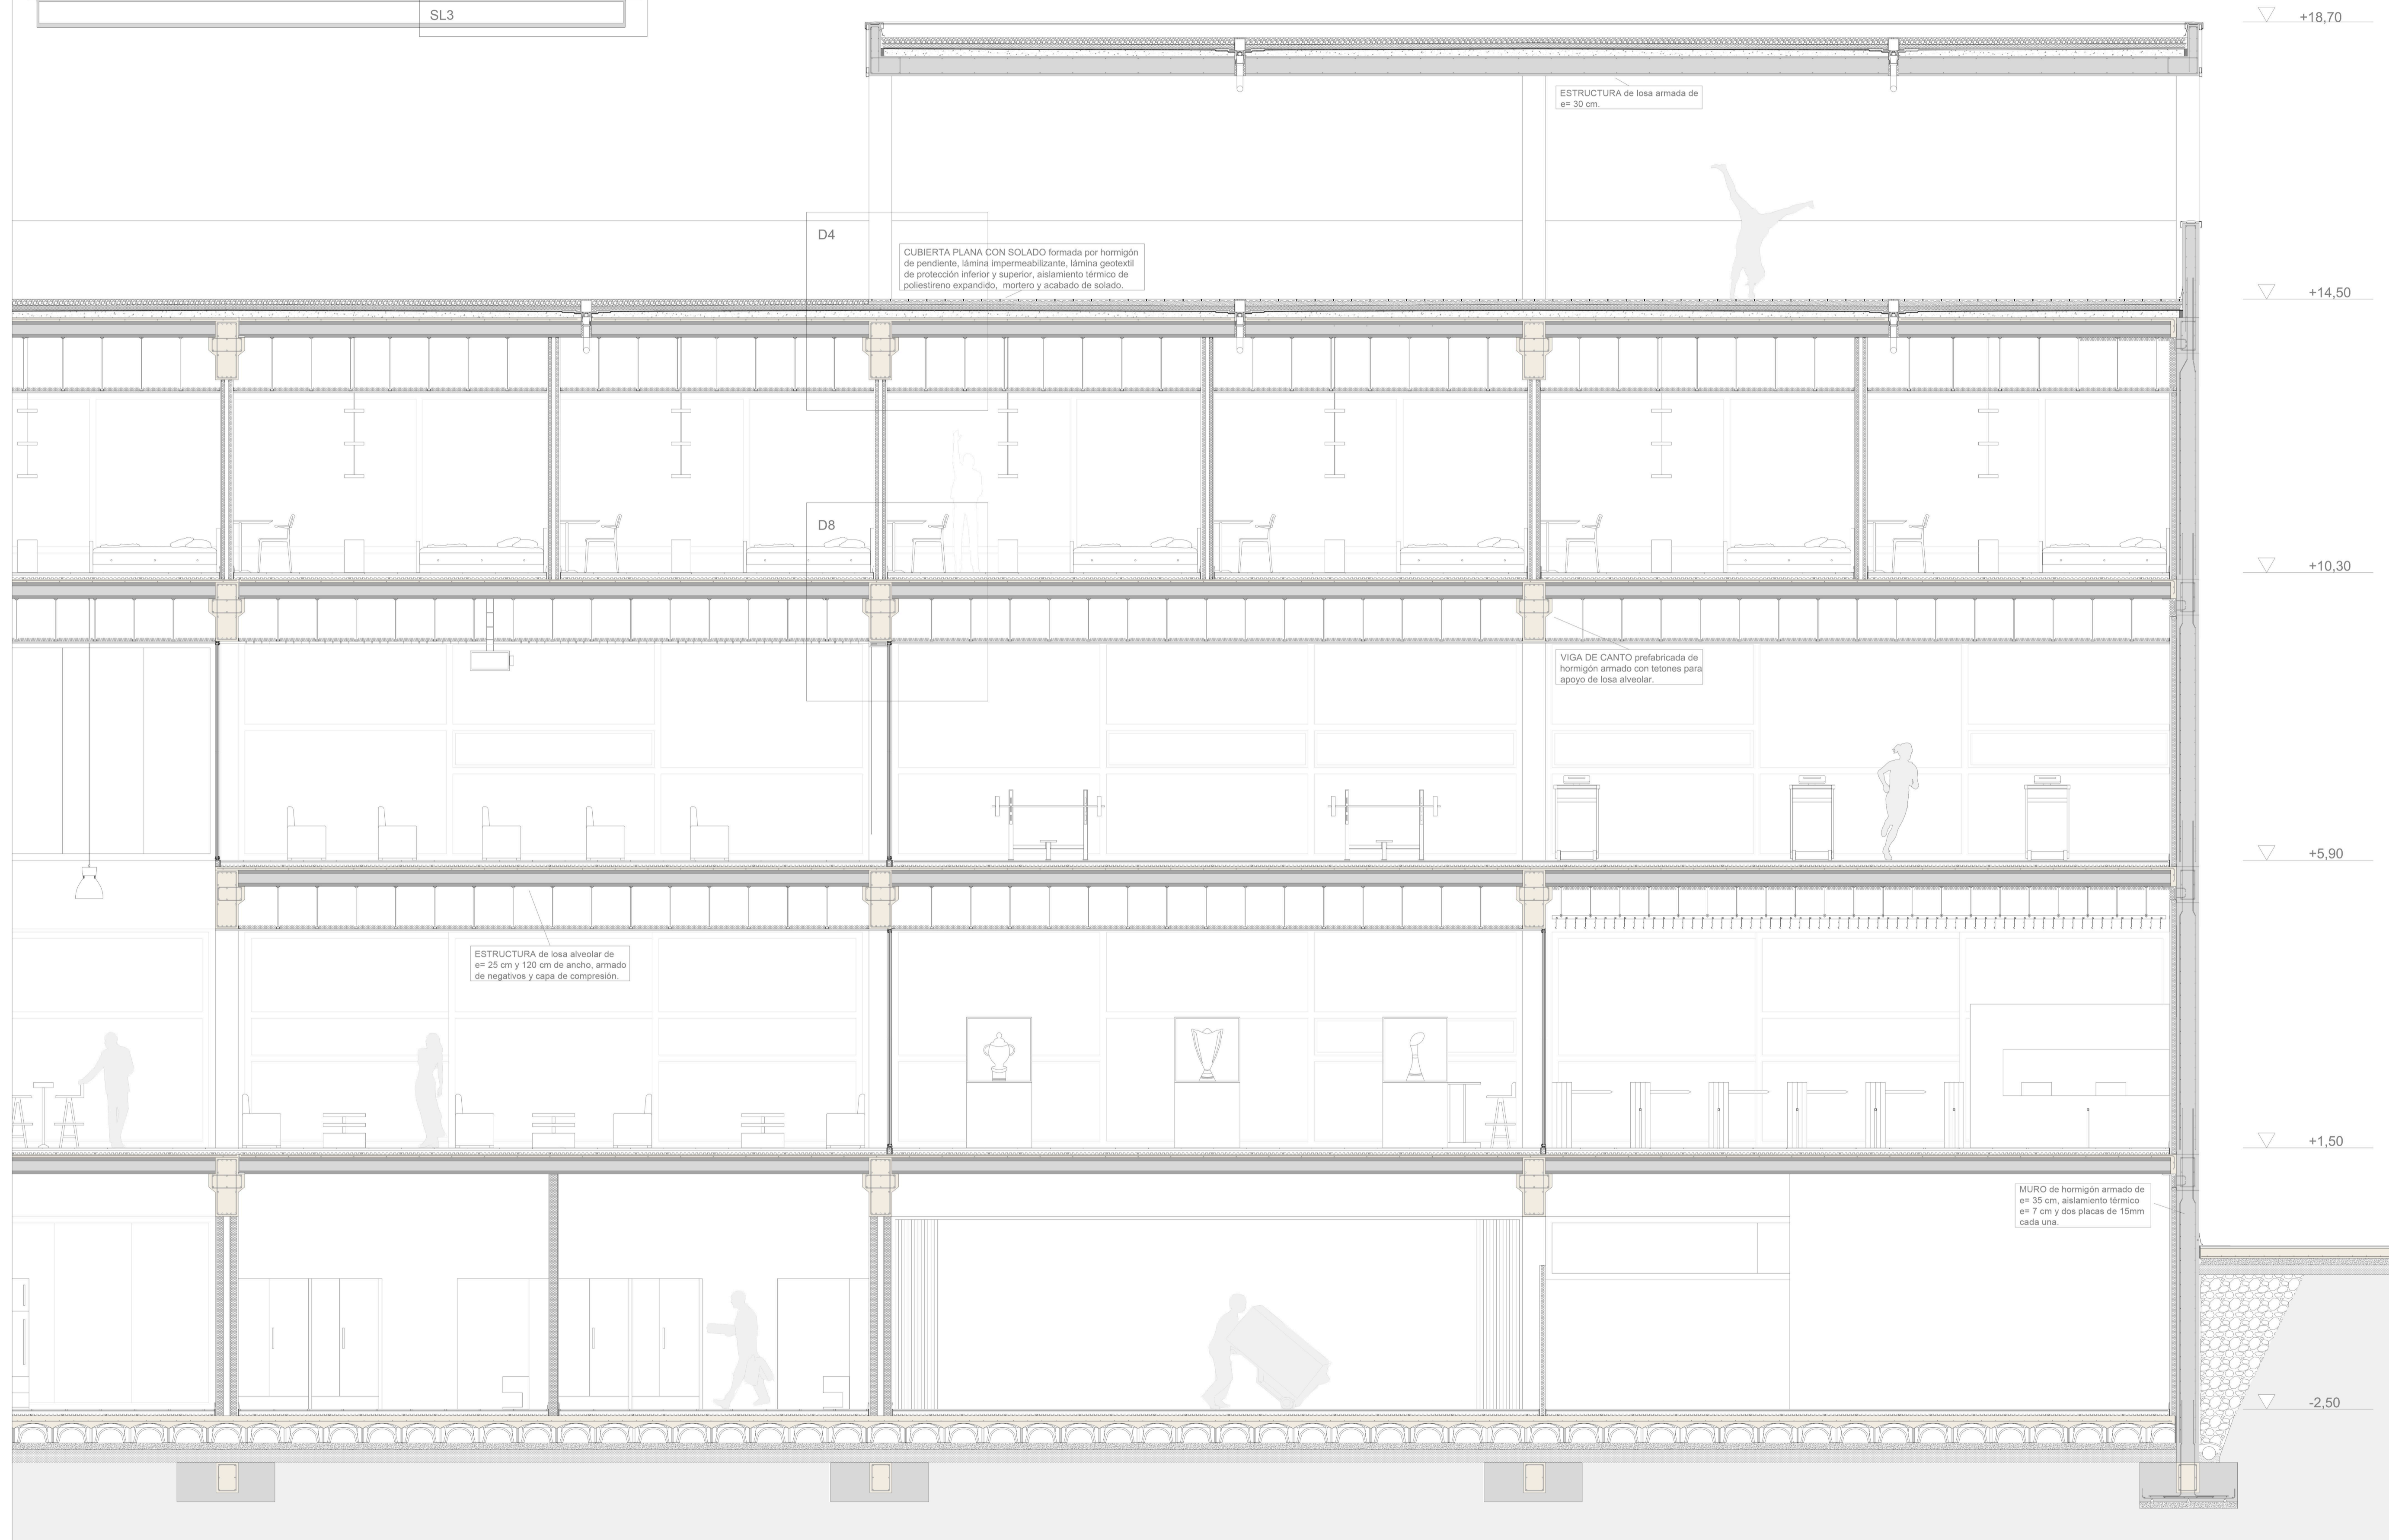 SL3
+18,70
ESTRUCTURA de losa armada de
e= 30 cm.
D4
CUBIERTA PLANA CON SOLADO formada por hormigón
de pendiente, lámina impermeabilizante, lámina geotextil
de protección inferior y superior, aislamiento térmico de
poliestireno expandido, mortero y acabado de solado.
+14,50
D8
+10,30
VIGA DE CANTO prefabricada de
hormigón armado con tetones para
apoyo de losa alveolar.
+5,90
ESTRUCTURA de losa alveolar de
e= 25 cm y 120 cm de ancho, armado
de negativos y capa de compresión.
+1,50
MURO de hormigón armado de
e= 35 cm, aislamiento térmico
e= 7 cm y dos placas de 15mm
cada una.
-2,50